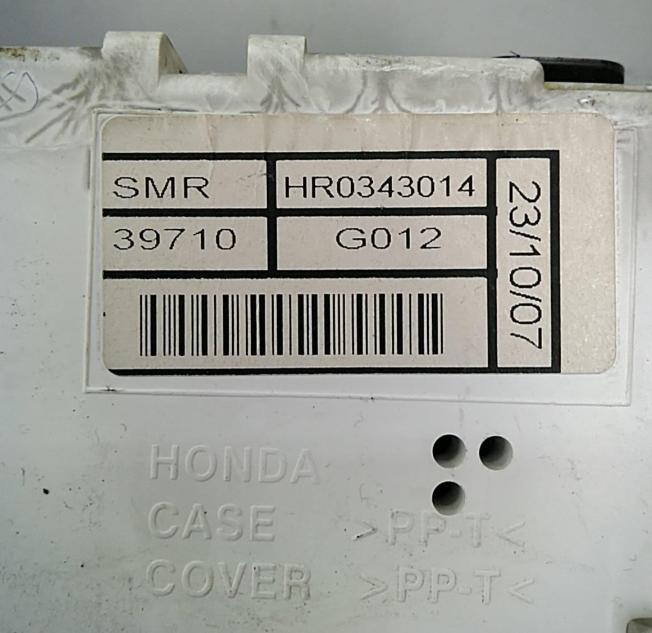 SMR HR0343014
39710 G012
23/10/07
HONDA
CASE >PP-T<
COVER >PP-T<